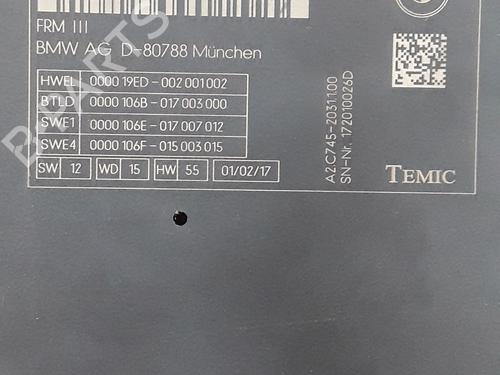 FRM III
BMW AG D-80788 München
HWEL 0000 19ED - 002 001 002
BTLD 0000 106B - 017 003 000
SWE1 0000 106E - 017 007 012
SWE4 0000 106F - 015 003 015
SW 12 WD 15 HW 55 01/02/17
A2C745-2031100
SN-Nr. 172010026D
TEMIC
B-PARTS